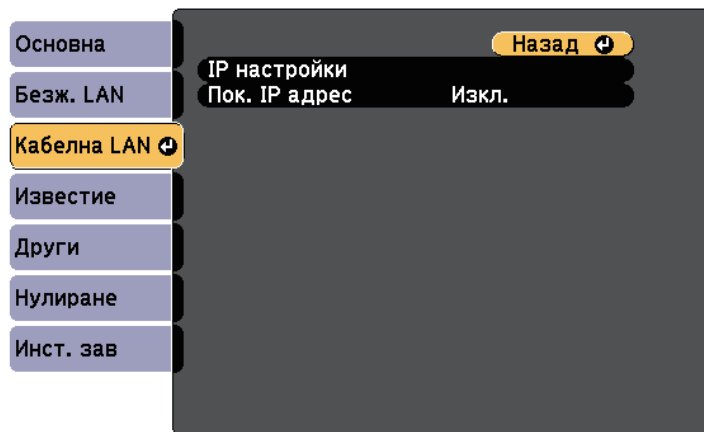 Основна
Безж. LAN
Кабелна LAN
Известие
Други
Нулиране
Инст. зав
Назад
IP настройки
Пок. IP адрес Изкл.